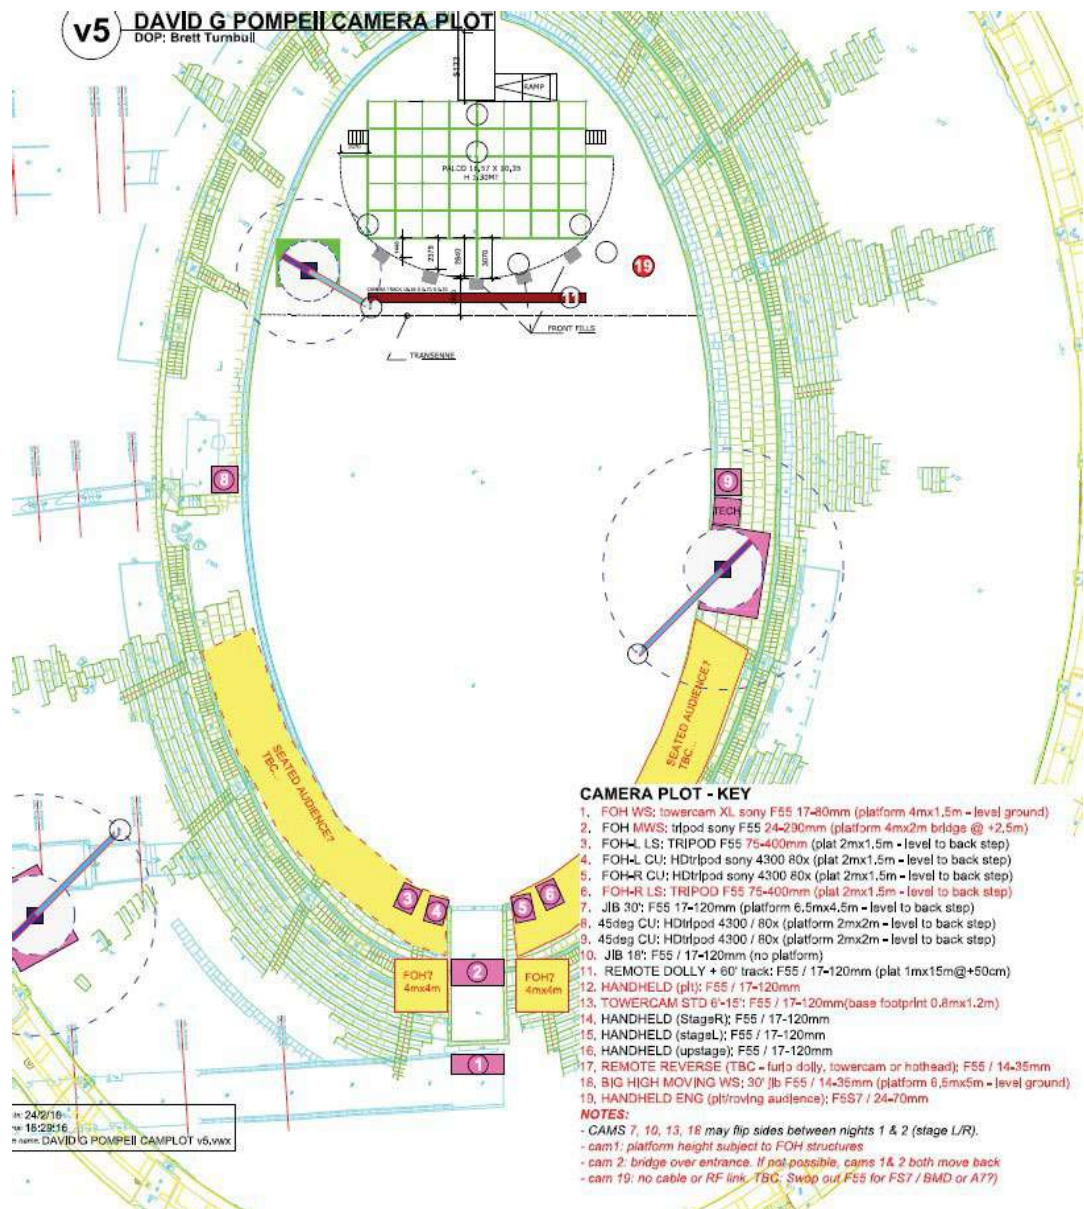 v5
DAVID G POMPEII CAMERA PLOT
DOP: Brett Turnbull
RAMP
PALCO 16,57 X 10,35
2375
2840
3070
19
11
FRONT FILLS
TRANSENNE
8
9
TECH
SEATED AUDIENCE?
TBC...
SEATED AUDIENCE?
TBC...
3
4
5
6
FOH?
4mx4m
2
FOH?
4mx4m
1
CAMERA PLOT - KEY
1. FOH WS: towercam XL sony F55 17-80mm (platform 4mx1.5m - level ground)
2. FOH MWS: tripod sony F55 24-290mm (platform 4mx2m bridge @ +2,5m)
3. FOH-L LS: TRIPOD F55 75-400mm (plat 2mx1.5m - level to back step)
4. FOH-L CU: HDtripod sony 4300 80x (plat 2mx1.5m - level to back step)
5. FOH-R CU: HDtripod sony 4300 80x (plat 2mx1.5m - level to back step)
6. FOH-R LS: TRIPOD F55 75-400mm (plat 2mx1.5m - level to back step)
7. JIB 30': F55 17-120mm (platform 6.5mx4.5m - level to back step)
8. 45deg CU: HDtripod 4300 / 80x (platform 2mx2m - level to back step)
9. 45deg CU: HDtripod 4300 / 80x (platform 2mx2m - level to back step)
10. JIB 18': F55 / 17-120mm (no platform)
11. REMOTE DOLLY + 60' track: F55 / 17-120mm (plat 1mx15m@+50cm)
12. HANDHELD (pit): F55 / 17-120mm
13. TOWERCAM STD 6'-15': F55 / 17-120mm(base footprint 0.8mx1.2m)
14. HANDHELD (StageR): F55 / 17-120mm
15. HANDHELD (stageL): F55 / 17-120mm
16. HANDHELD (upstage): F55 / 17-120mm
17. REMOTE REVERSE (TBC - furio dolly, towercam or hothead): F55 / 14-35mm
18. BIG HIGH MOVING WS: 30' jib F55 / 14-35mm (platform 6,5mx5m - level ground)
19. HANDHELD ENG (pit/roving audience): FS57 / 24-70mm
NOTES:
- CAMS 7, 10, 13, 18 may flip sides between nights 1 & 2 (stage L/R).
- cam1: platform height subject to FOH structures
- cam 2: bridge over entrance. If not possible, cams 1& 2 both move back
- cam 19: no cable or RF link. TBC: Swop out F55 for FS7 / BMD or A7?)
24/2/16
18:29:16
name: DAVID G POMPEII CAMPLOT v5.vwx